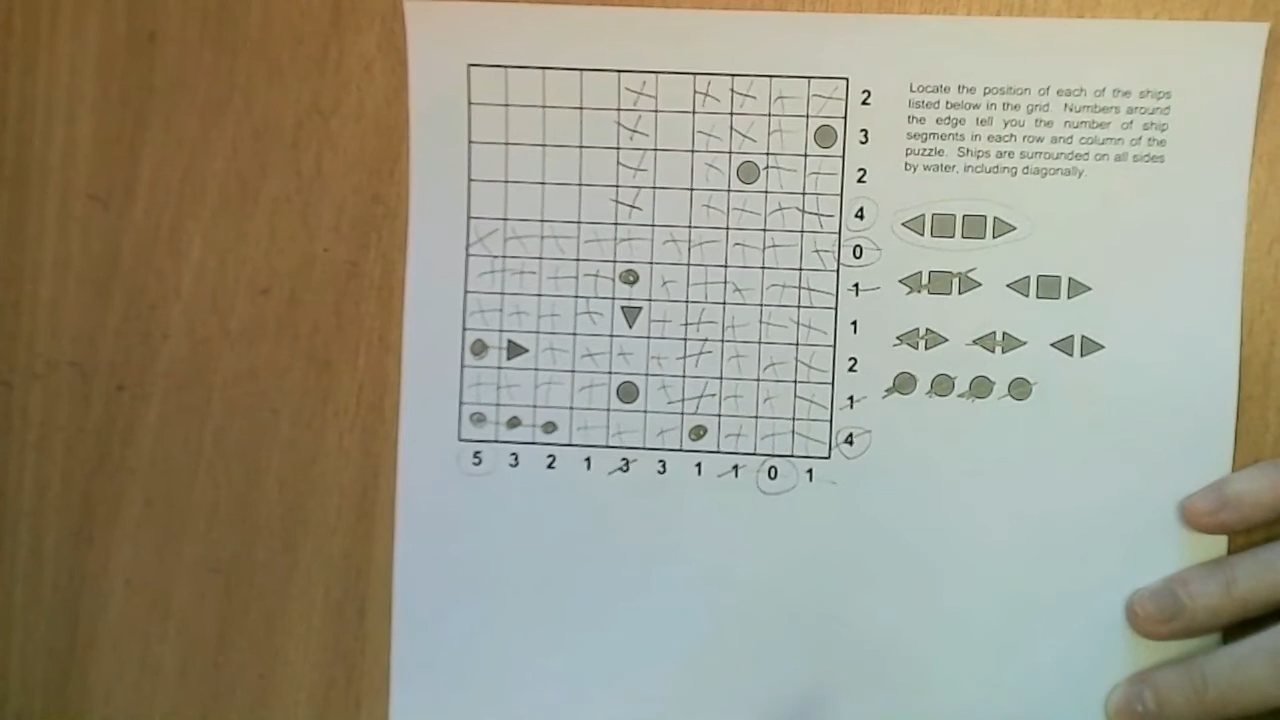 Locate the position of each of the ships
listed below in the grid. Numbers around
the edge tell you the number of ship
segments in each row and column of the
puzzle. Ships are surrounded on all sides
by water, including diagonally.
2
3
2
4
0
1
1
2
1
4
5 3 2 1 3 3 1 1 0 1